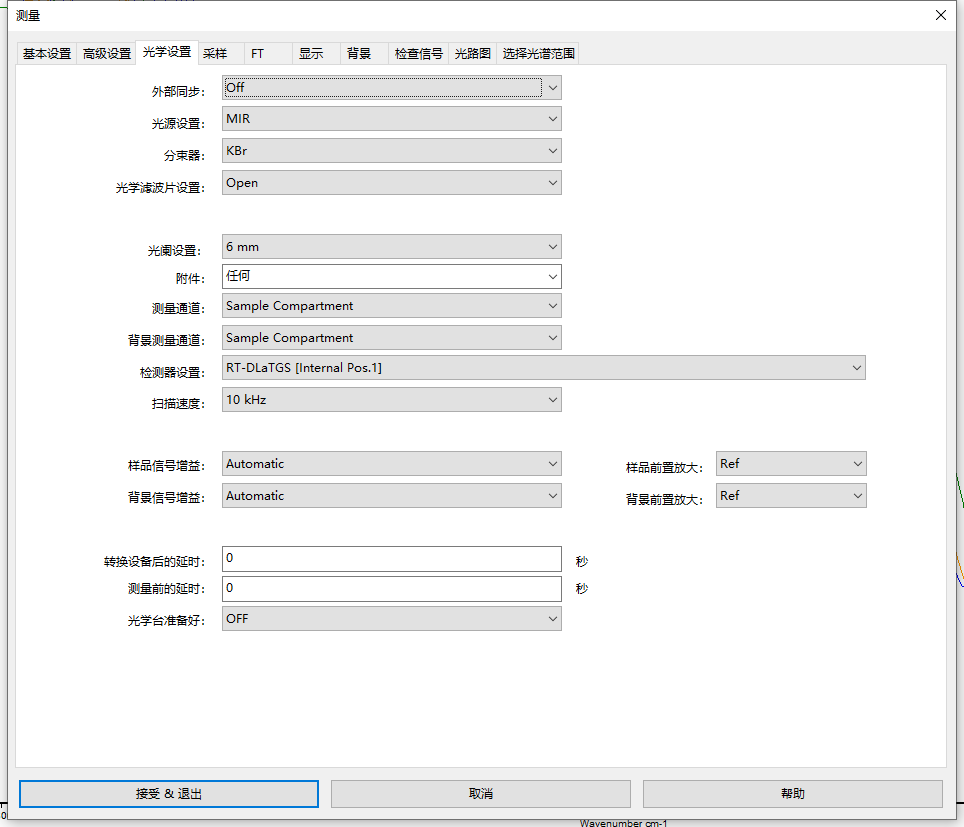 测量
基本设置 高级设置 光学设置 采样 FT 显示 背景 检查信号 光路图 选择光谱范围
外部同步: Off
光源设置: MIR
分束器: KBr
光学滤波片设置: Open
光阑设置: 6 mm
附件: 任何
测量通道: Sample Compartment
背景测量通道: Sample Compartment
检测器设置: RT-DLaTGS [Internal Pos.1]
扫描速度: 10 kHz
样品信号增益: Automatic 样品前置放大: Ref
背景信号增益: Automatic 背景前置放大: Ref
转换设备后的延时: 0 秒
测量前的延时: 0 秒
光学台准备好: OFF
接受 & 退出 取消 帮助
0
Wavenumber cm-1